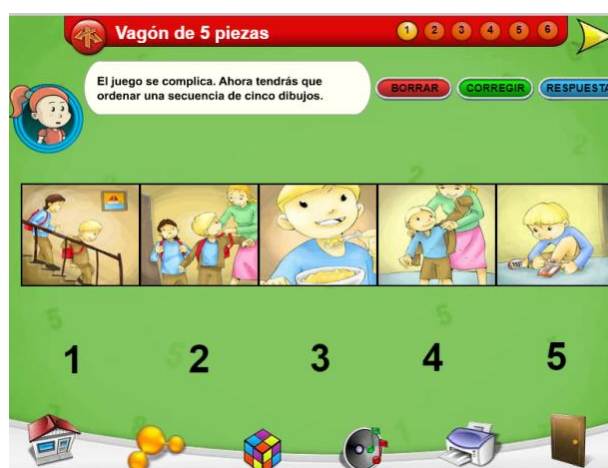 Vagón de 5 piezas
1 2 3 4 5 6
El juego se complica. Ahora tendrás que
ordenar una secuencia de cinco dibujos.
BORRAR CORREGIR RESPUESTA
1 2 3 4 5